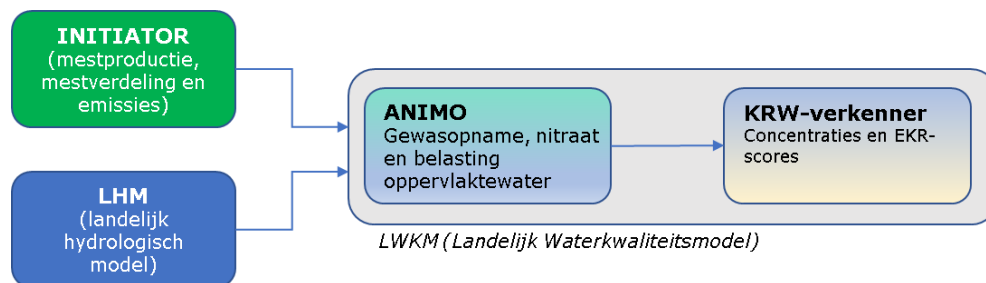 INITIATOR
(mestproductie,
mestverdeling en
emissies)
LHM
(landelijk
hydrologisch
model)
ANIMO
Gewasopname, nitraat
en belasting
oppervlaktewater
KRW-verkenner
Concentraties en EKR-
scores
LWKM (Landelijk Waterkwaliteitsmodel)